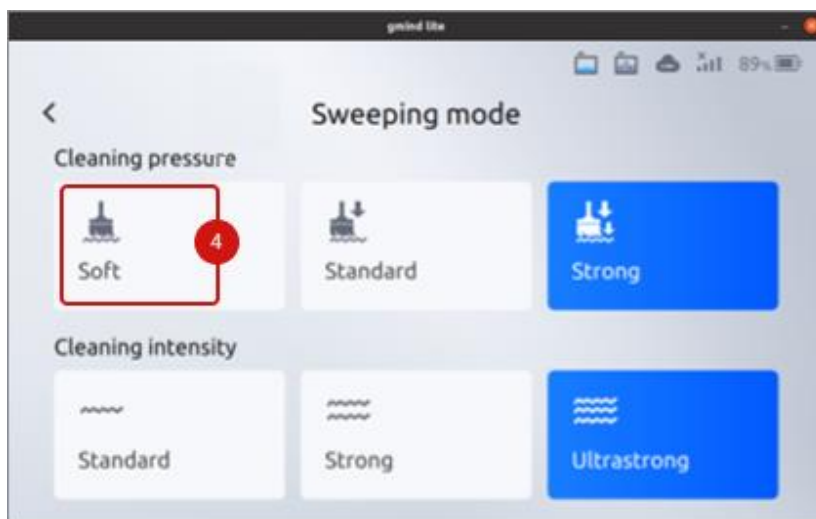 gmind lite
89%
Sweeping mode
Cleaning pressure
4
Soft
Standard
Strong
Cleaning intensity
Standard
Strong
Ultrastrong